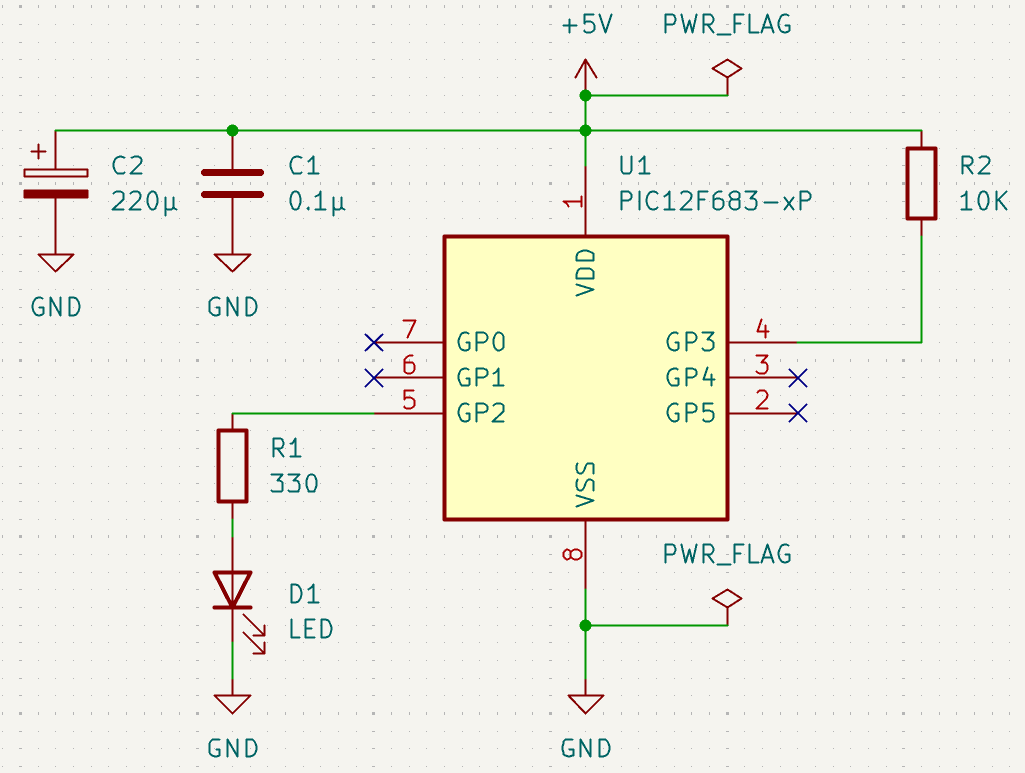 +5V
PWR_FLAG
+
C2
220µ
C1
0.1µ
U1
PIC12F683-xP
R2
10K
1
VDD
GND
GND
7
GP0
GP3
4
6
GP1
GP4
3
5
GP2
GP5
2
R1
330
VSS
8
PWR_FLAG
D1
LED
GND
GND